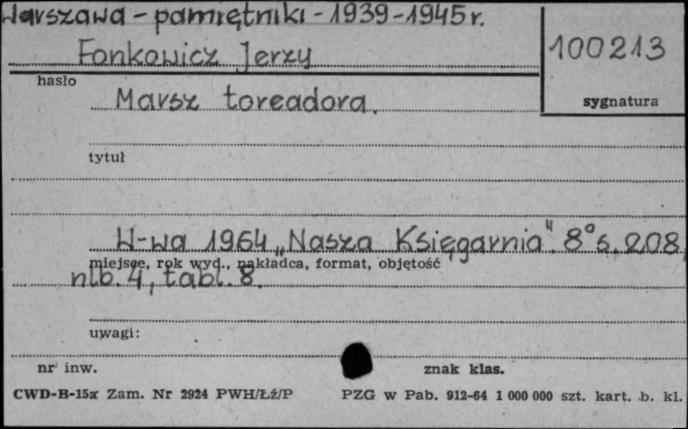 Warszawa - pamiętniki - 1939-1945 r.
Fonkowicz Jerzy
100213
hasło
sygnatura
Marsz toreadora.
tytuł
W-wa 1964 „Nasza Księgarnia". 8° s. 208,
miejsce, rok wyd., nakładca, format, objętość
nlb. 4, tabl. 8.
uwagi:
nr inw.
znak klas.
CWD-B-15a Zam. Nr 2924 PWH/Łź/P
PZG w Pab. 912-64 1 000 000 szt. kart. b. kl.